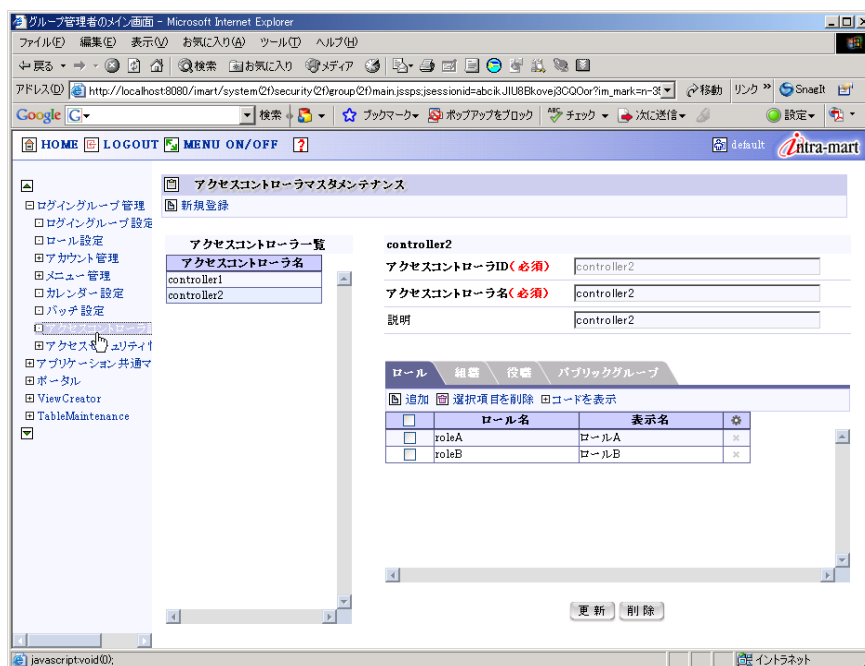 グループ管理者のメイン画面 - Microsoft Internet Explorer
ファイル(F) 編集(E) 表示(V) お気に入り(A) ツール(T) ヘルプ(H)
戻る 検索 お気に入り メディア
アドレス(D) http://localhost:8080/imart/system(2f)security(2f)group(2f)main.jssps;jsessionid=abcikJIU8Bkovej3CQOor?im_mark=n-3 移動 リンク » SnagIt
Google G 検索 ブックマーク ポップアップをブロック ABC チェック 次に送信 設定
HOME LOGOUT MENU ON/OFF ? default intra-mart
アクセスコントローラマスタメンテナンス
新規登録
ログイングループ管理
ログイングループ設定
ロール設定
アカウント管理
メニュー管理
カレンダー設定
バッチ設定
アクセスコントローラ
アプリケーション共通マ
ポータル
ViewCreator
TableMaintenance
アクセスコントローラ一覧
アクセスコントローラ名
controller1
controller2
controller2
アクセスコントローラID(必須) controller2
アクセスコントローラ名(必須) controller2
説明 controller2
ロール 組織 役職 パブリックグループ
追加 選択項目を削除 コードを表示
ロール名 表示名
roleA ロールA
roleB ロールB
更新 削除
javascript:void(0); イントラネット